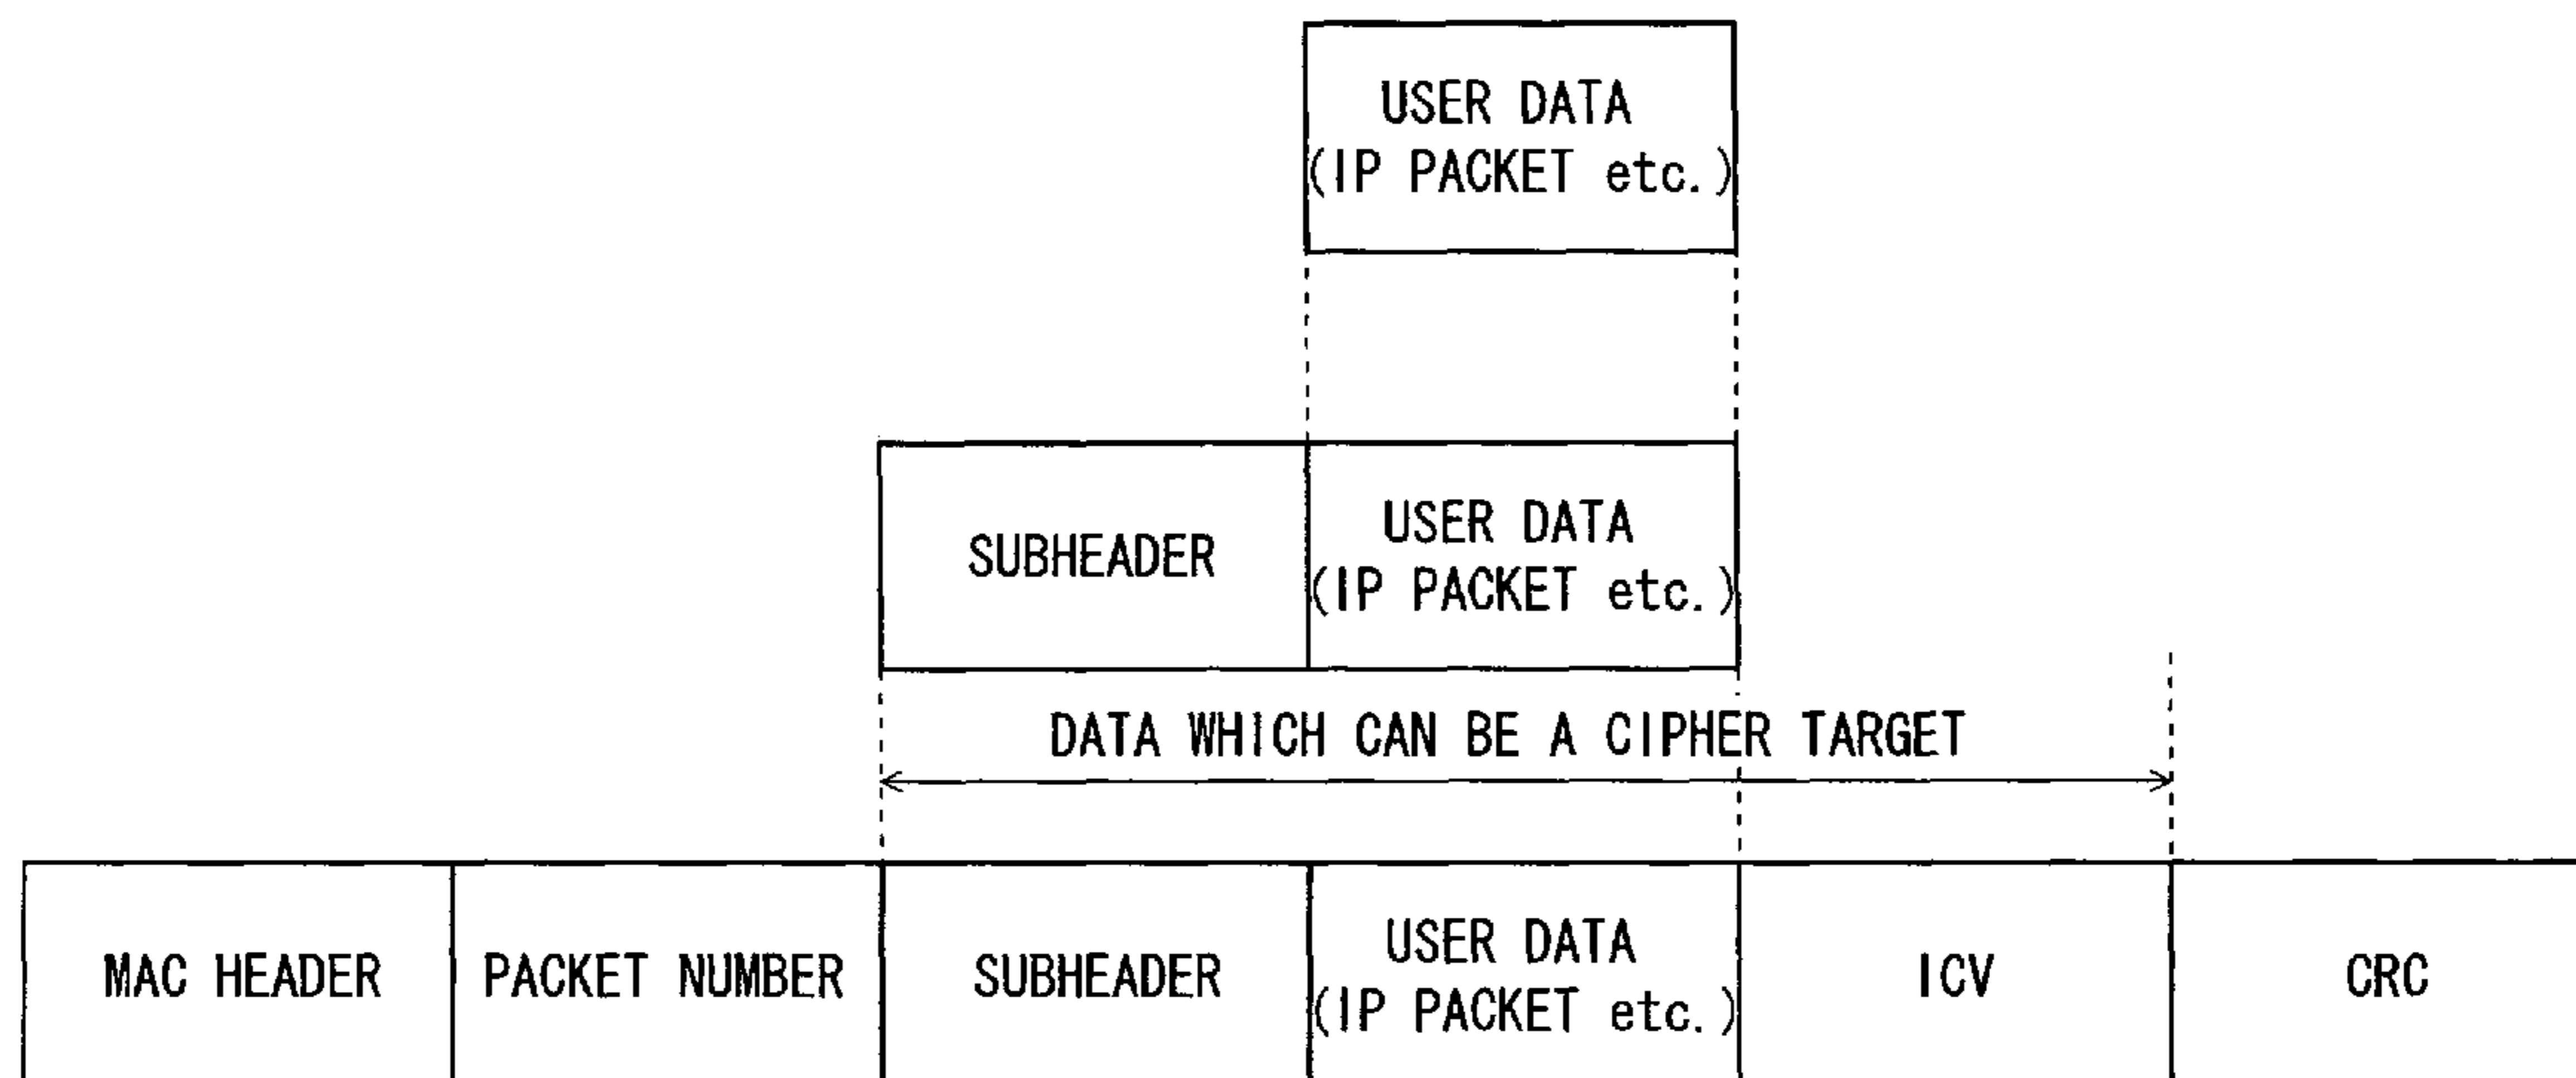 USER DATA
(IP PACKET etc.)
SUBHEADER
USER DATA
(IP PACKET etc.)
DATA WHICH CAN BE A CIPHER TARGET
MAC HEADER
PACKET NUMBER
SUBHEADER
USER DATA
(IP PACKET etc.)
ICV
CRC